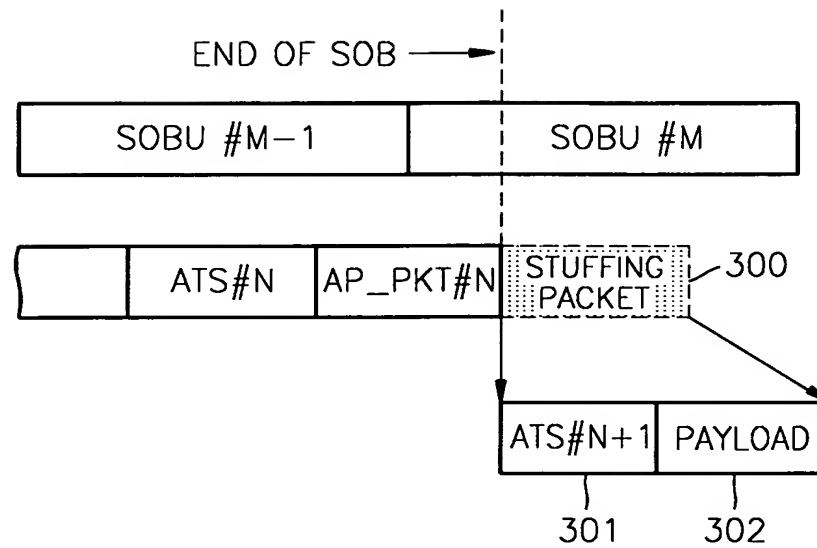 END OF SOB
SOBU #M-1
SOBU #M
ATS#N
AP_PKT#N
STUFFING
PACKET
300
ATS#N+1
PAYLOAD
301
302